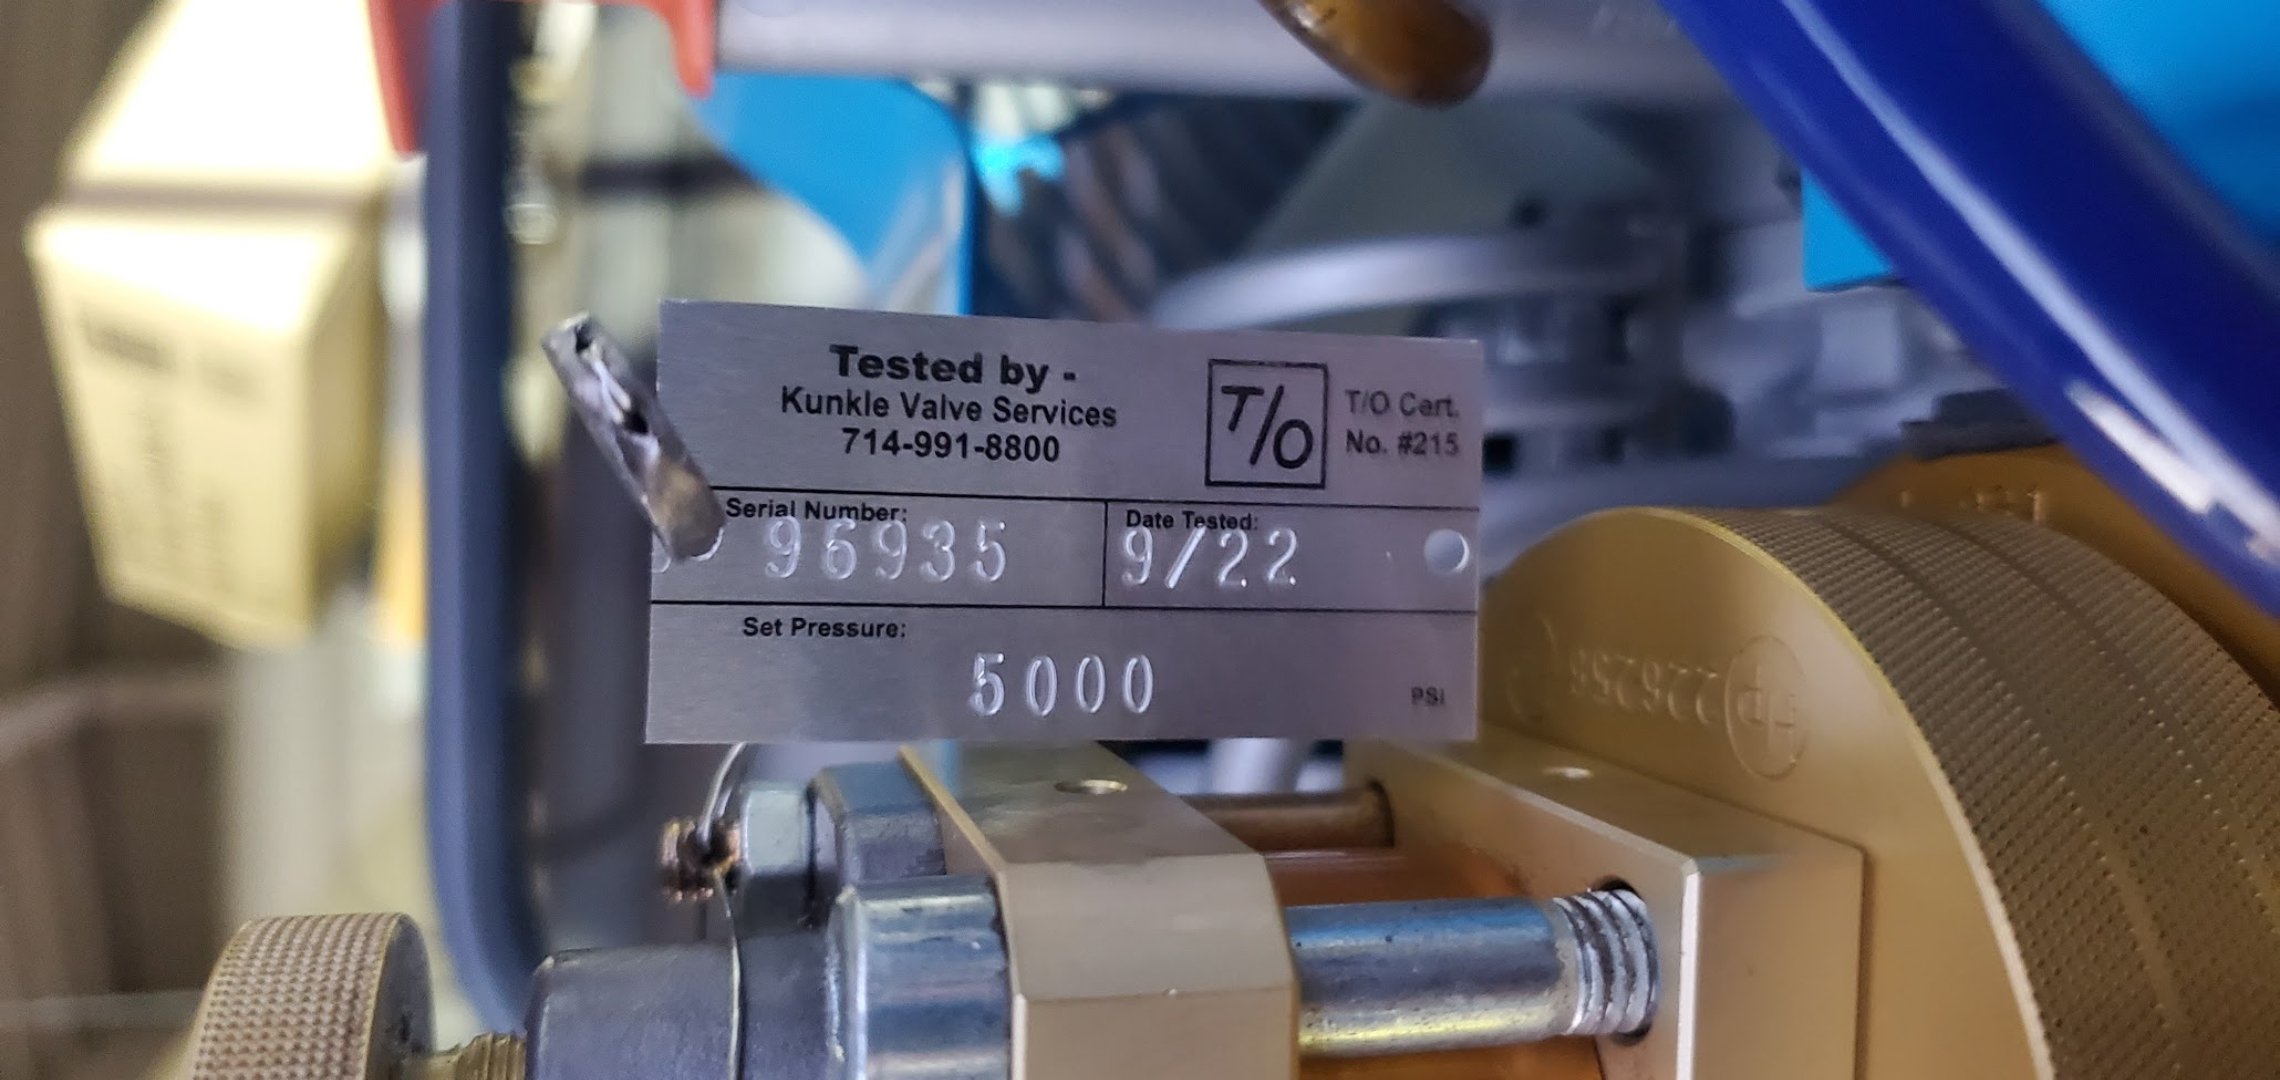 Tested by -
Kunkle Valve Services
714-991-8800
T/O
T/O Cert.
No. #215
Serial Number:
96935
Date Tested:
9/22
Set Pressure:
5000
PSI